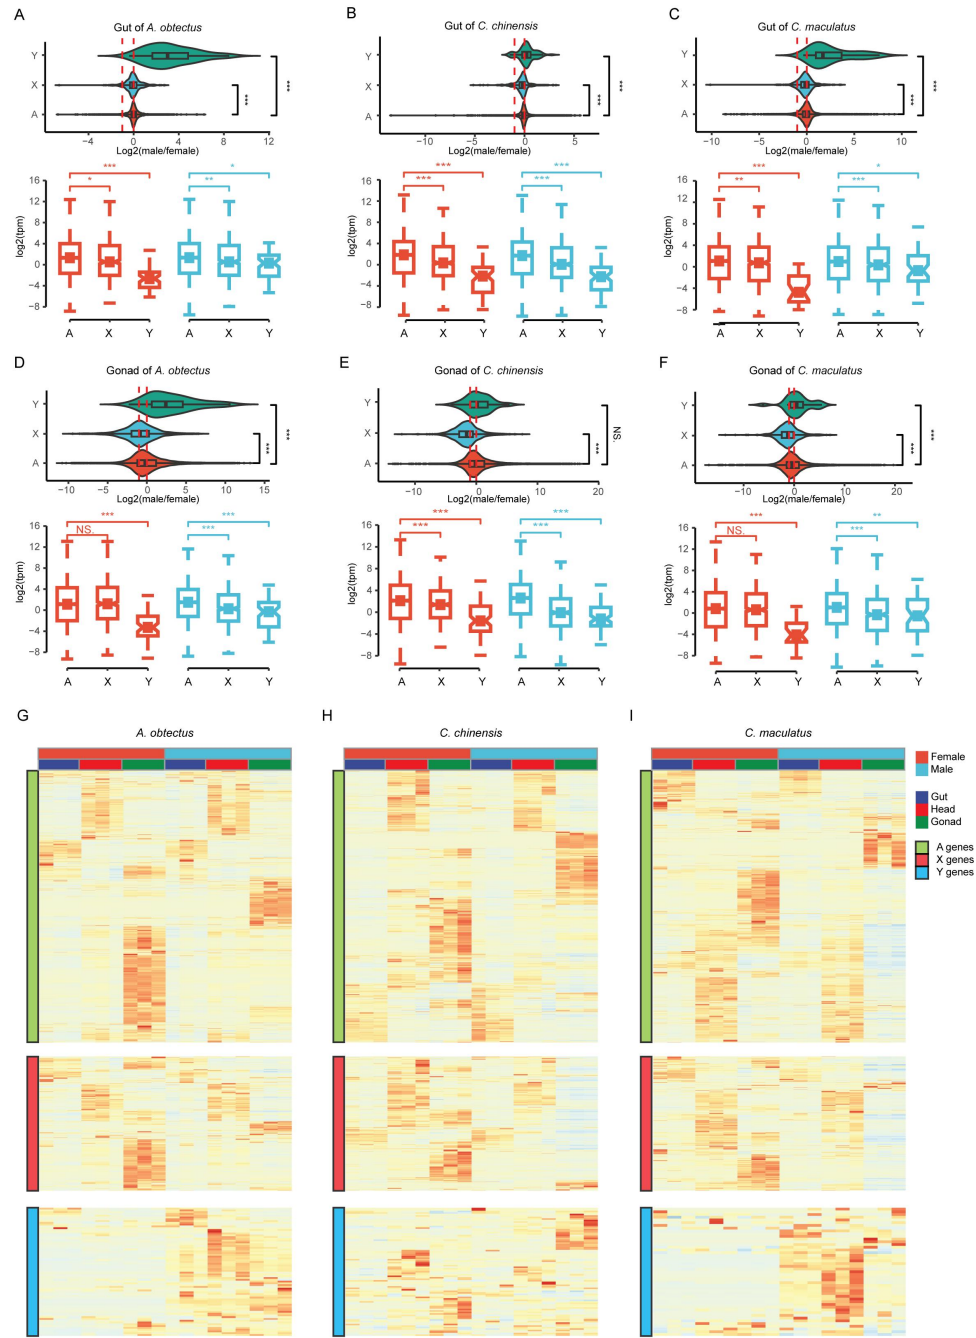 A
Gut of A. obtectus
Y
X
A
***
***
−4
0
4
8
12
Log2(male/female)
log2(tpm)
16
12
8
4
0
−4
−8
***
*
*
**
A
X
Y
A
X
Y
B
Gut of C. chinensis
Y
X
A
***
***
−10
−5
0
5
Log2(male/female)
16
12
8
4
0
−4
−8
***
***
***
***
A
X
Y
A
X
Y
C
Gut of C. maculatus
Y
X
A
***
***
−10
−5
0
5
10
Log2(male/female)
log2(tpm)
16
12
8
4
0
−4
−8
***
**
*
***
A
X
Y
A
X
Y
D
Gonad of A. obtectus
Y
X
A
***
***
−10
−5
0
5
10
15
Log2(male/female)
log2(tpm)
16
12
8
4
0
−4
−8
***
NS.
***
***
A
X
Y
A
X
Y
E
Gonad of C. chinensis
Y
X
A
***
NS.
−10
0
10
20
Log2(male/female)
log2(tpm)
16
12
8
4
0
−4
−8
***
***
***
***
A
X
Y
A
X
Y
F
Gonad of C. maculatus
Y
X
A
***
***
−10
0
10
20
Log2(male/female)
log2(tpm)
16
12
8
4
0
−4
−8
***
NS.
**
***
A
X
Y
A
X
Y
G
A. obtectus
H
C. chinensis
I
C. maculatus
Female
Male
Gut
Head
Gonad
A genes
X genes
Y genes